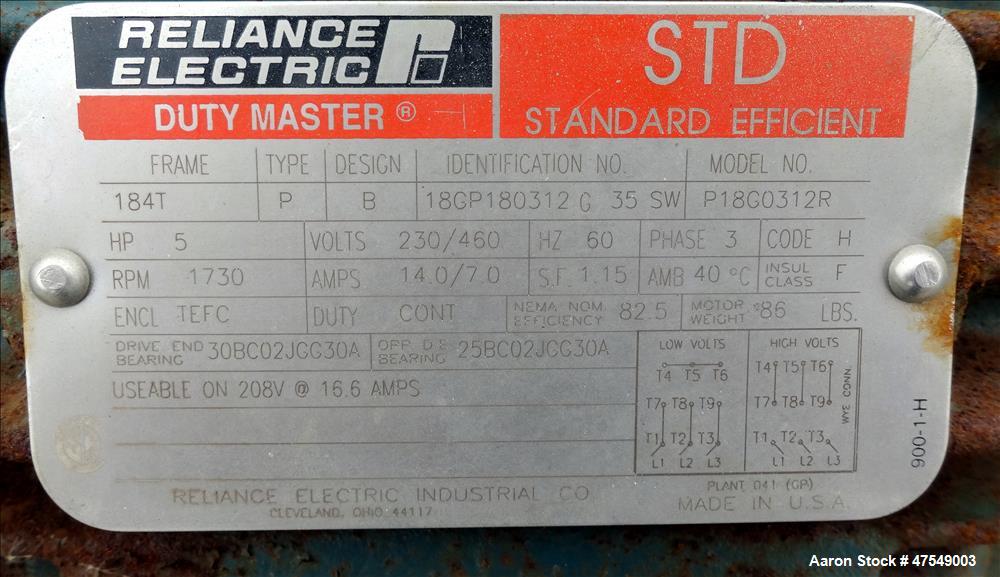 RELIANCE
ELECTRIC
DUTY MASTER ®
STD
STANDARD EFFICIENT
FRAME TYPE DESIGN IDENTIFICATION NO. MODEL NO.
184T P B 18GP180312 G 35 SW P18G0312R
HP 5 VOLTS 230/460 HZ 60 PHASE 3 CODE H
RPM 1730 AMPS 14.0/7.0 S.F. 1.15 AMB 40 °C INSUL CLASS F
ENCL TEFC DUTY CONT NEMA NOM. EFFICIENCY 82.5 MOTOR WEIGHT 86 LBS.
DRIVE END BEARING 30BC02JGG30A OPP. D.E. BEARING 25BC02JGG30A
USEABLE ON 208V @ 16.6 AMPS
LOW VOLTS HIGH VOLTS
T4 T5 T6 T4 T5 T6
T7 T8 T9 T7 T8 T9
T1 T2 T3 T1 T2 T3
L1 L2 L3 L1 L2 L3
WYE CONN.
900-1-H
RELIANCE ELECTRIC INDUSTRIAL CO
CLEVELAND, OHIO 44117
PLANT 041 (GP)
MADE IN U.S.A
Aaron Stock # 47549003